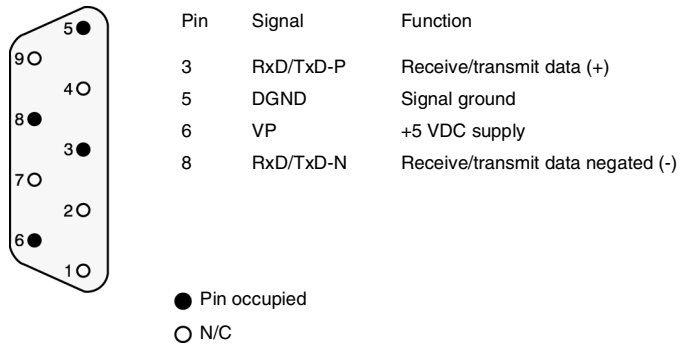 Pin Signal Function
3 RxD/TxD-P Receive/transmit data (+)
5 DGND Signal ground
6 VP +5 VDC supply
8 RxD/TxD-N Receive/transmit data negated (-)
5
9
4
8
3
7
2
6
1
Pin occupied
N/C